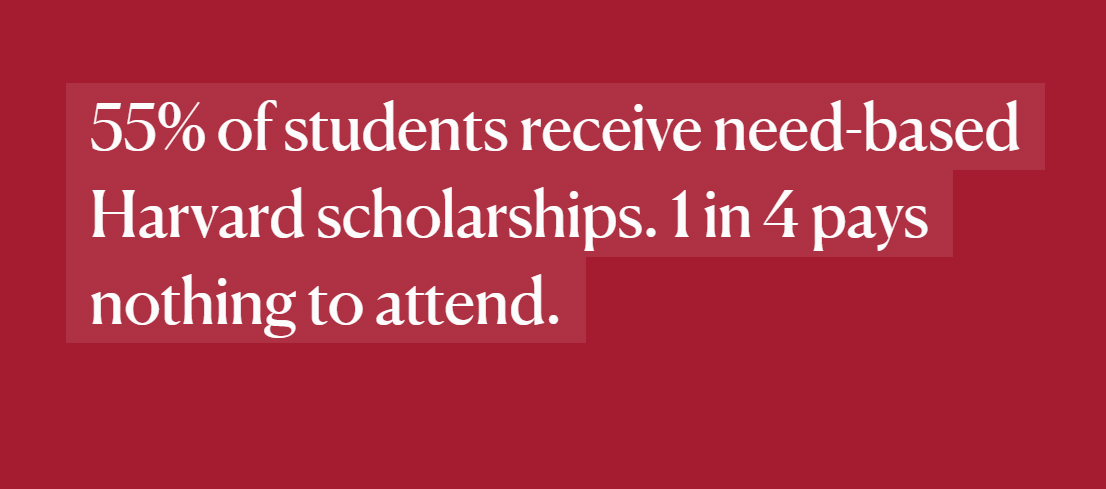 55% of students receive need-based
Harvard scholarships. 1 in 4 pays
nothing to attend.